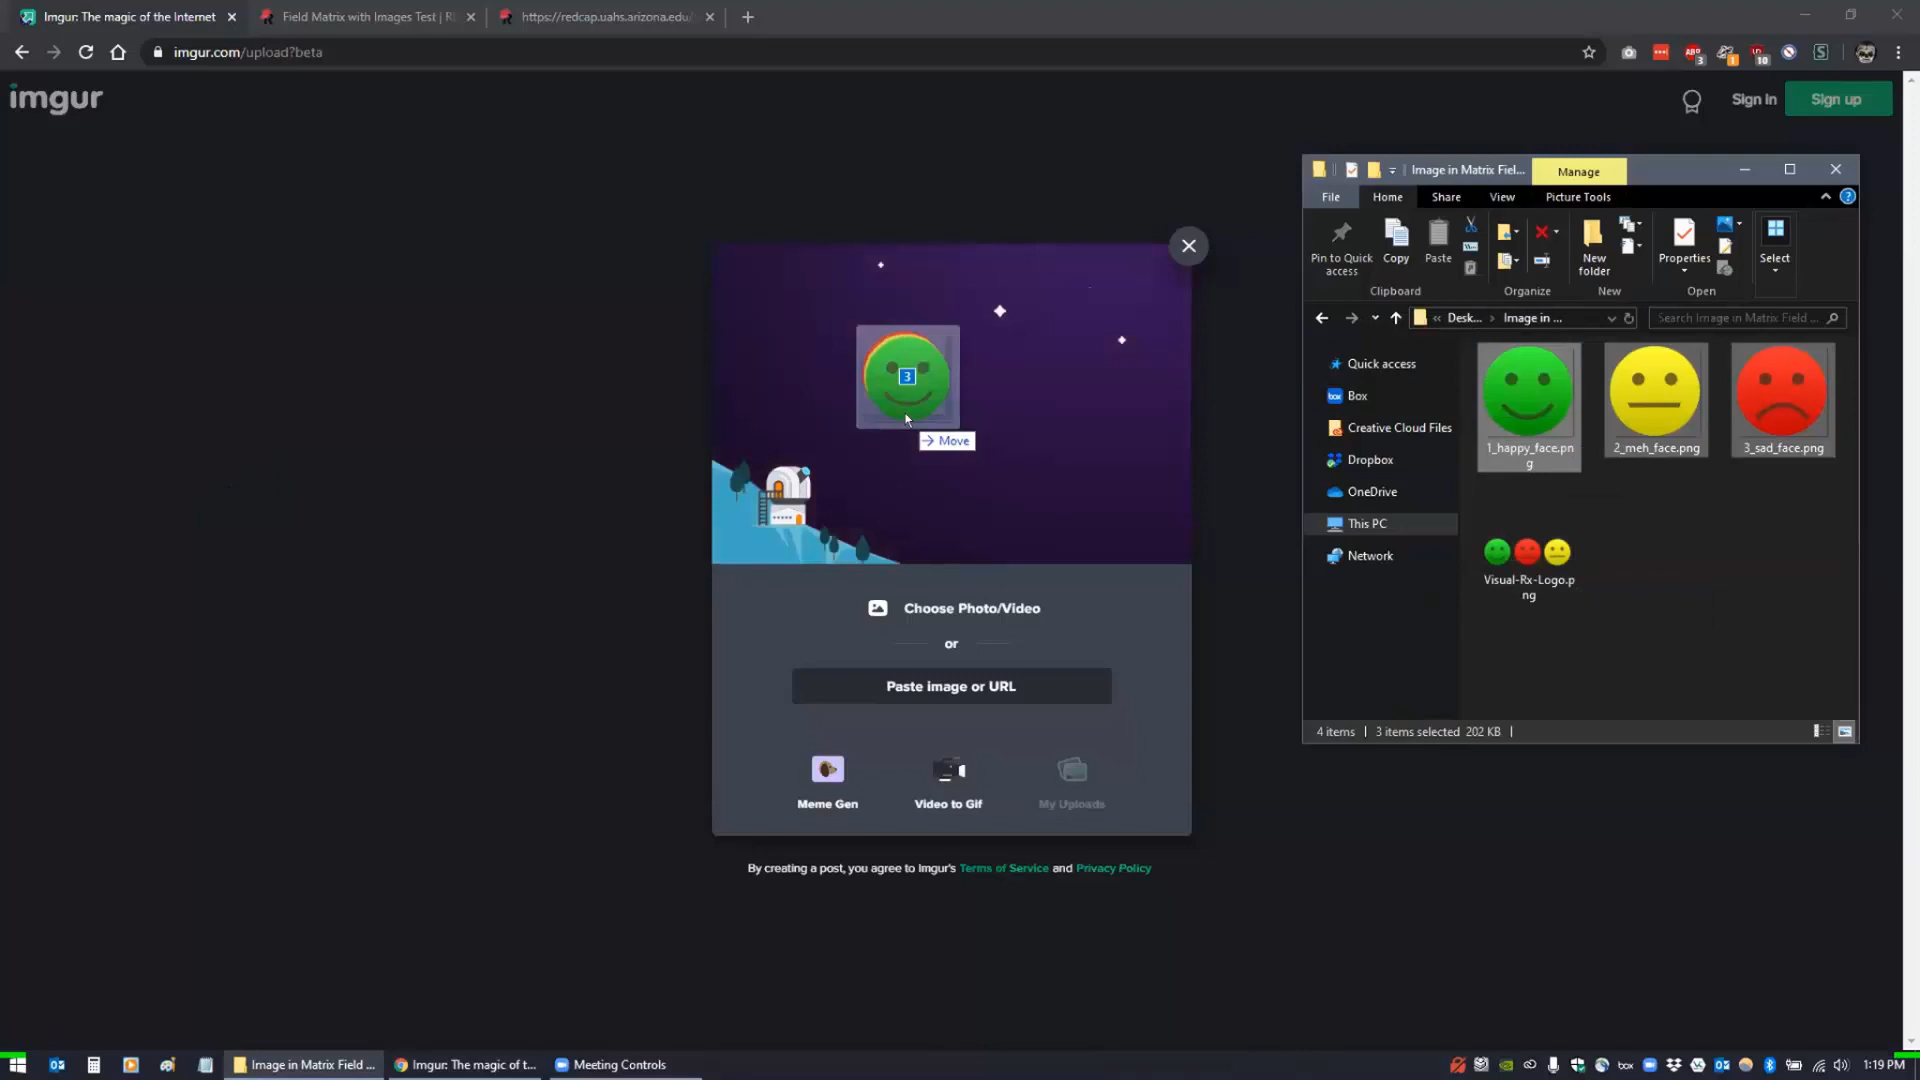 Imgur: The magic of the Internet
Field Matrix with Images Test | RE
https://redcap.uahs.arizona.edu/
imgur.com/upload?beta
3
1
10
imgur
Sign in
Sign up
Image in Matrix Fiel...
Manage
File
Home
Share
View
Picture Tools
Pin to Quick access
Copy
Paste
New folder
Properties
Select
Clipboard
Organize
New
Open
Desk...
Image in ...
Search Image in Matrix Field ...
Quick access
Box
Creative Cloud Files
Dropbox
OneDrive
This PC
Network
1_happy_face.pn
g
2_meh_face.png
3_sad_face.png
Visual-Rx-Logo.p
ng
4 items
3 items selected 202 KB
3
Move
Choose Photo/Video
or
Paste image or URL
Meme Gen
Video to Gif
My Uploads
By creating a post, you agree to Imgur's Terms of Service and Privacy Policy
Image in Matrix Field ...
Imgur: The magic of t...
Meeting Controls
box
1:19 PM